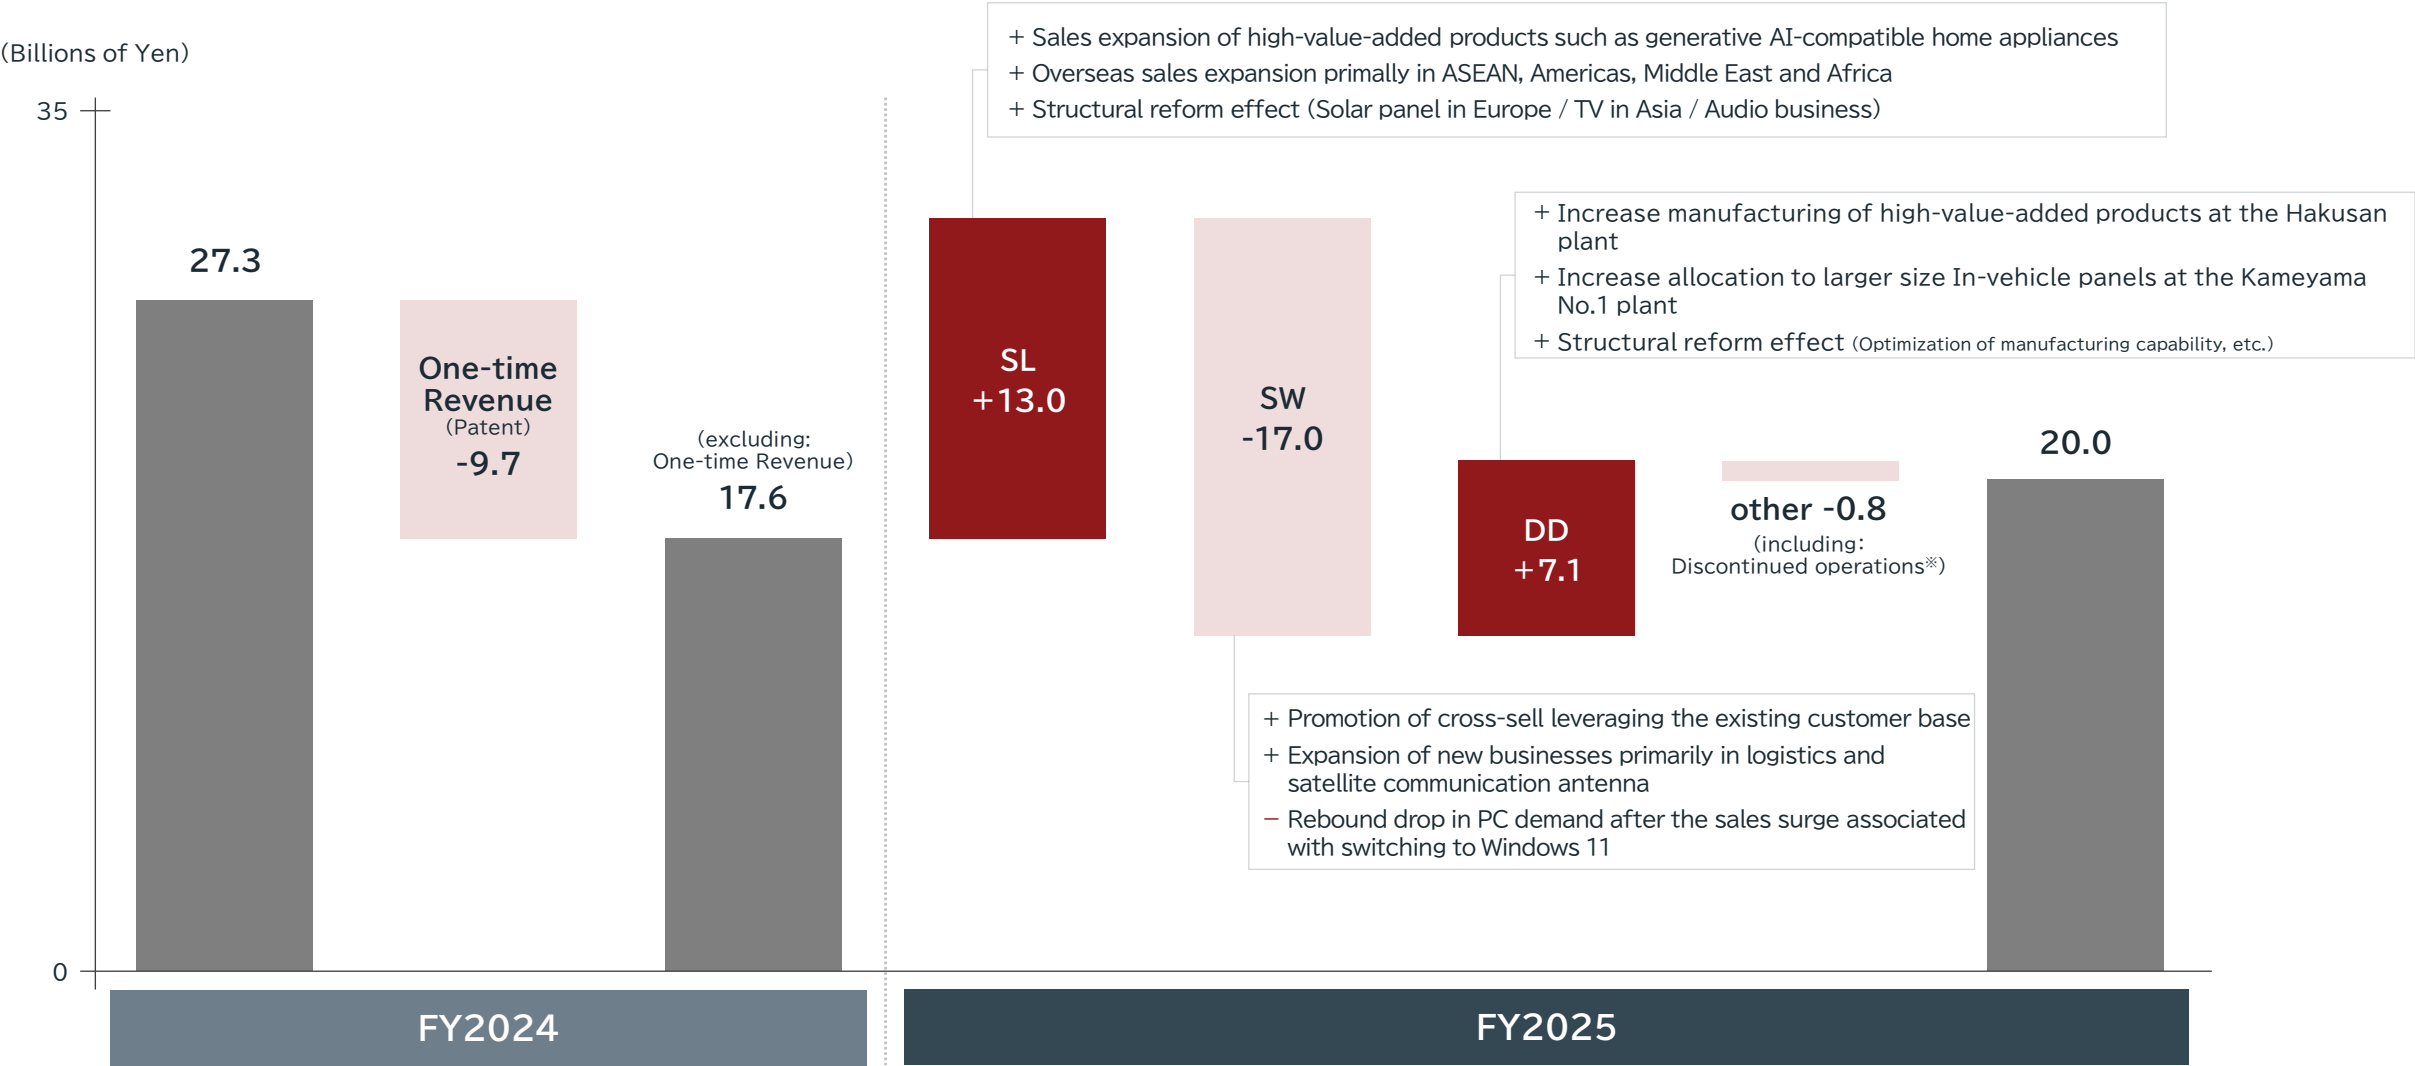 (Billions of Yen)
35
0
27.3
One-time
Revenue
(Patent)
-9.7
(excluding:
One-time Revenue)
17.6
FY2024
+ Sales expansion of high-value-added products such as generative AI-compatible home appliances
+ Overseas sales expansion primally in ASEAN, Americas, Middle East and Africa
+ Structural reform effect (Solar panel in Europe / TV in Asia / Audio business)
SL
+13.0
SW
-17.0
+ Promotion of cross-sell leveraging the existing customer base
+ Expansion of new businesses primarily in logistics and
satellite communication antenna
− Rebound drop in PC demand after the sales surge associated
with switching to Windows 11
+ Increase manufacturing of high-value-added products at the Hakusan
plant
+ Increase allocation to larger size In-vehicle panels at the Kameyama
No.1 plant
+ Structural reform effect (Optimization of manufacturing capability, etc.)
DD
+7.1
other -0.8
(including:
Discontinued operations※)
20.0
FY2025